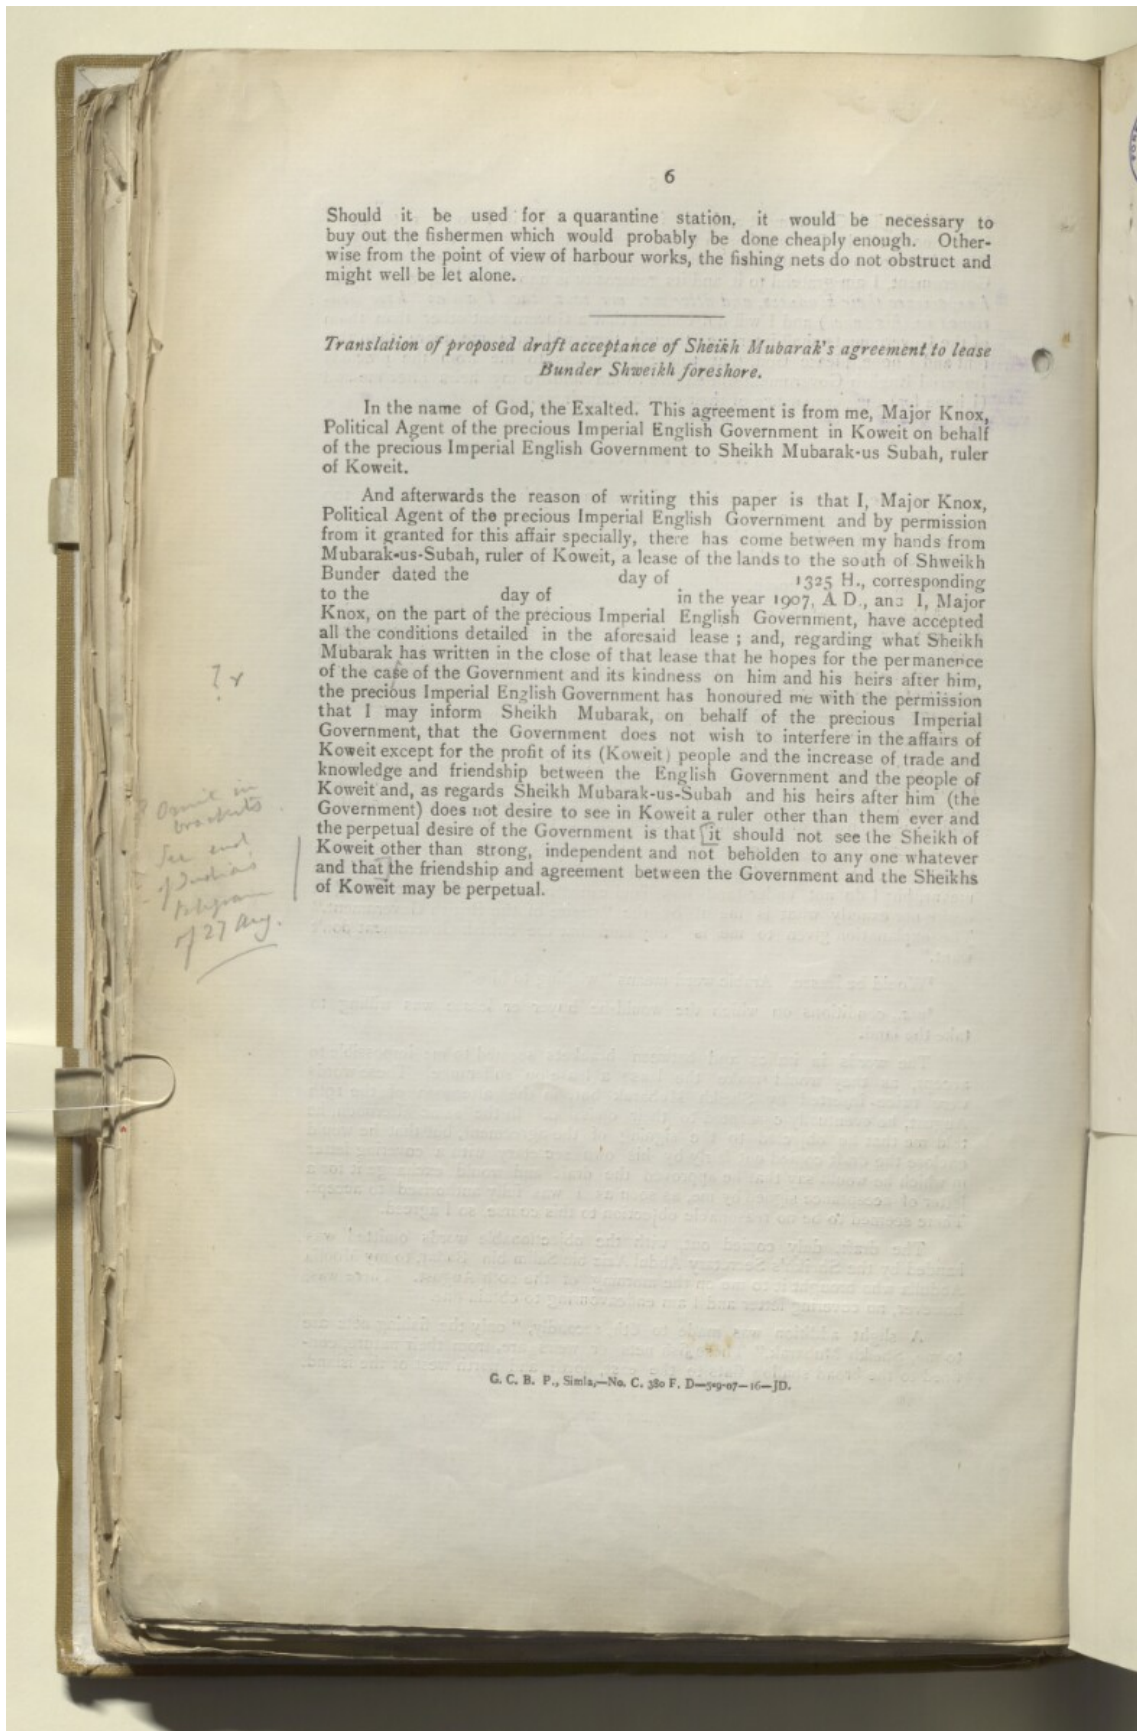 6
Should it be used for a quarantine station, it would be necessary to
buy out the fishermen which would probably be done cheaply enough. Other-
wise from the point of view of harbour works, the fishing nets do not obstruct and
might well be let alone.
Translation of proposed draft acceptance of Sheikh Mubarak's agreement to lease
Bunder Shweikh foreshore.
In the name of God, the Exalted. This agreement is from me, Major Knox,
Political Agent of the precious Imperial English Government in Koweit on behalf
of the precious Imperial English Government to Sheikh Mubarak-us Subah, ruler
of Koweit.
And afterwards the reason of writing this paper is that I, Major Knox,
Political Agent of the precious Imperial English Government and by permission
from it granted for this affair specially, there has come between my hands from
Mubarak-us-Subah, ruler of Koweit, a lease of the lands to the south of Shweikh
Bunder dated the day of 1325 H., corresponding
to the day of in the year 1907, A D., and I, Major
Knox, on the part of the precious Imperial English Government, have accepted
all the conditions detailed in the aforesaid lease ; and, regarding what Sheikh
Mubarak has written in the close of that lease that he hopes for the permanence
? r
of the case of the Government and its kindness on him and his heirs after him,
the precious Imperial English Government has honoured me with the permission
that I may inform Sheikh Mubarak, on behalf of the precious Imperial
Government, that the Government does not wish to interfere in the affairs of
Koweit except for the profit of its (Koweit) people and the increase of trade and
knowledge and friendship between the English Government and the people of
Koweit and, as regards Sheikh Mubarak-us-Subah and his heirs after him (the
Government) does not desire to see in Koweit a ruler other than them ever and
the perpetual desire of the Government is that [it should not see the Sheikh of
Koweit other than strong, independent and not beholden to any one whatever
and that] the friendship and agreement between the Government and the Sheikhs
of Koweit may be perpetual.
? Omit in
brackets
See end
of India's
telegram
of 27 Aug.
G. C. B. P., Simla,—No. C. 380 F. D—5-9-07—16—JD.